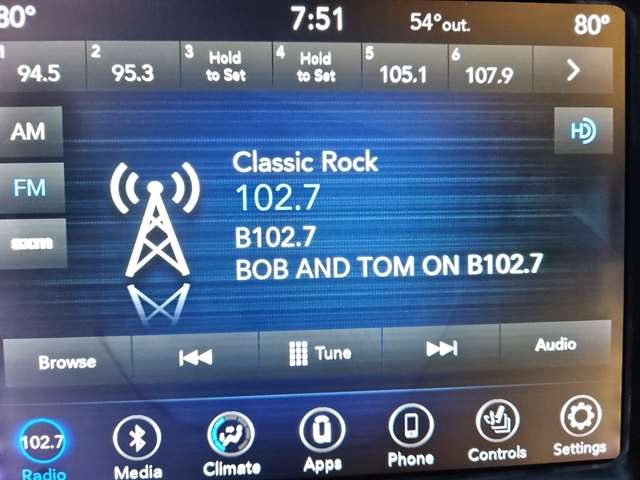 80° 7:51 54°out. 80°
1 94.5 2 95.3 3 Hold to Set 4 Hold to Set 5 105.1 6 107.9
AM
HD
FM
sxm
Classic Rock
102.7
B102.7
BOB AND TOM ON B102.7
Browse Tune Audio
102.7
Radio Media Climate Apps Phone Controls Settings